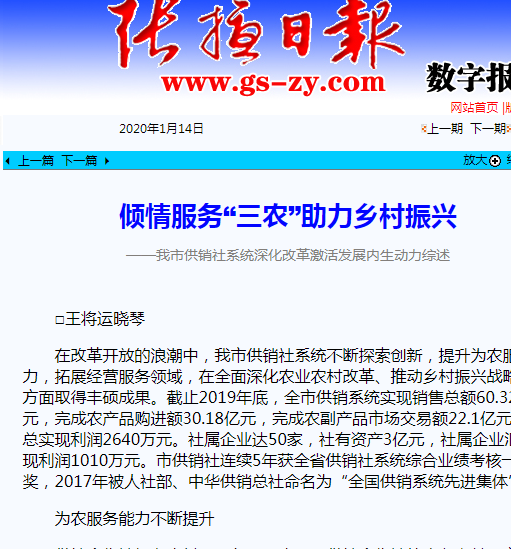 张掖日报
www.gs-zy.com
数字报
网站首页 |版
2020年1月14日
上一期 下一期
上一篇 下一篇
放大
倾情服务“三农”助力乡村振兴
——我市供销社系统深化改革激活发展内生动力综述
□王将运晓琴
在改革开放的浪潮中，我市供销社系统不断探索创新，提升为农服
力，拓展经营服务领域，在全面深化农业农村改革、推动乡村振兴战略
方面取得丰硕成果。截止2019年底，全市供销系统实现销售总额60.32
元，完成农产品购进额30.18亿元，完成农副产品市场交易额22.1亿元
总实现利润2640万元。社属企业达50家，社有资产3亿元，社属企业汇
现利润1010万元。市供销社连续5年获全省供销社系统综合业绩考核一
奖，2017年被人社部、中华供销总社命名为“全国供销系统先进集体”
为农服务能力不断提升